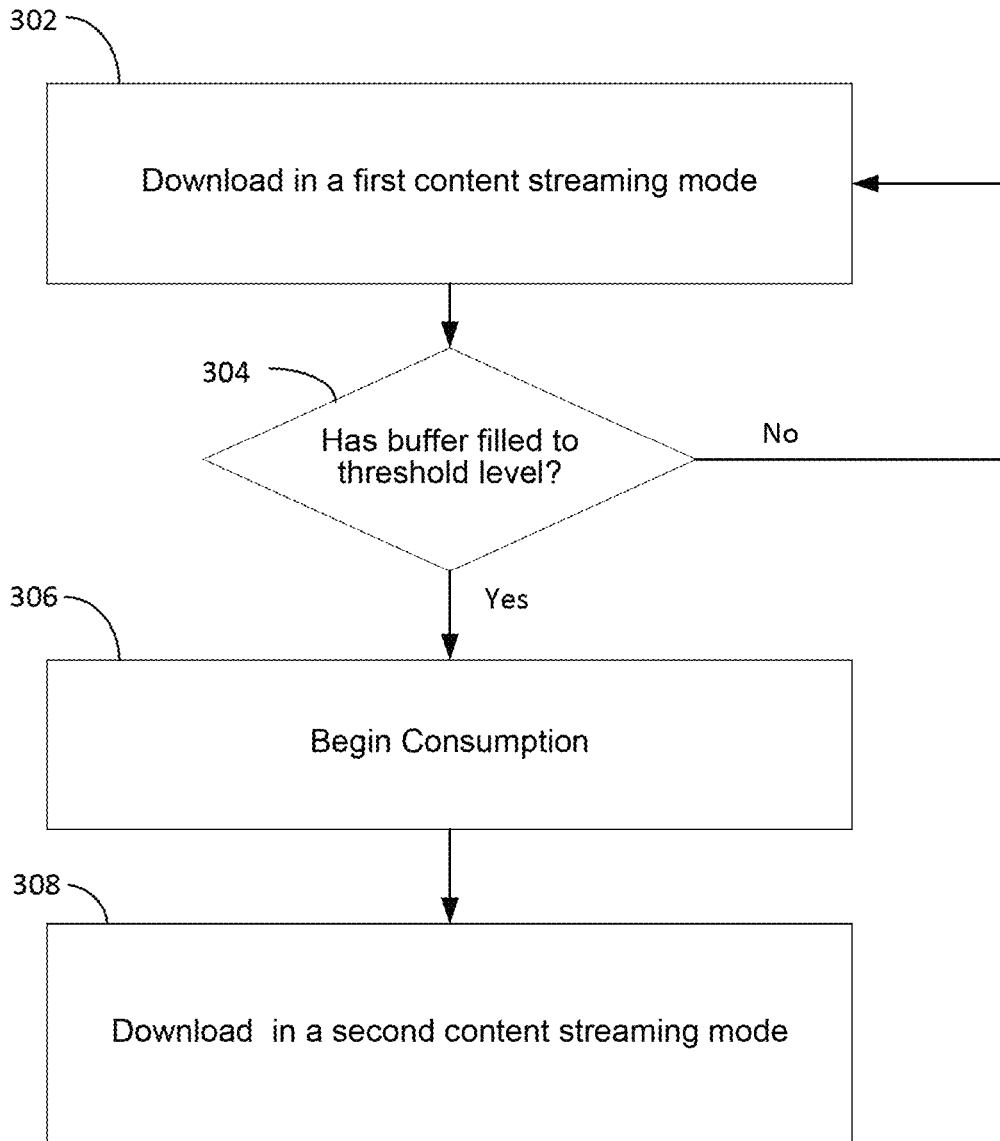 302
Download in a first content streaming mode
304
Has buffer filled to
threshold level?
No
Yes
306
Begin Consumption
308
Download in a second content streaming mode